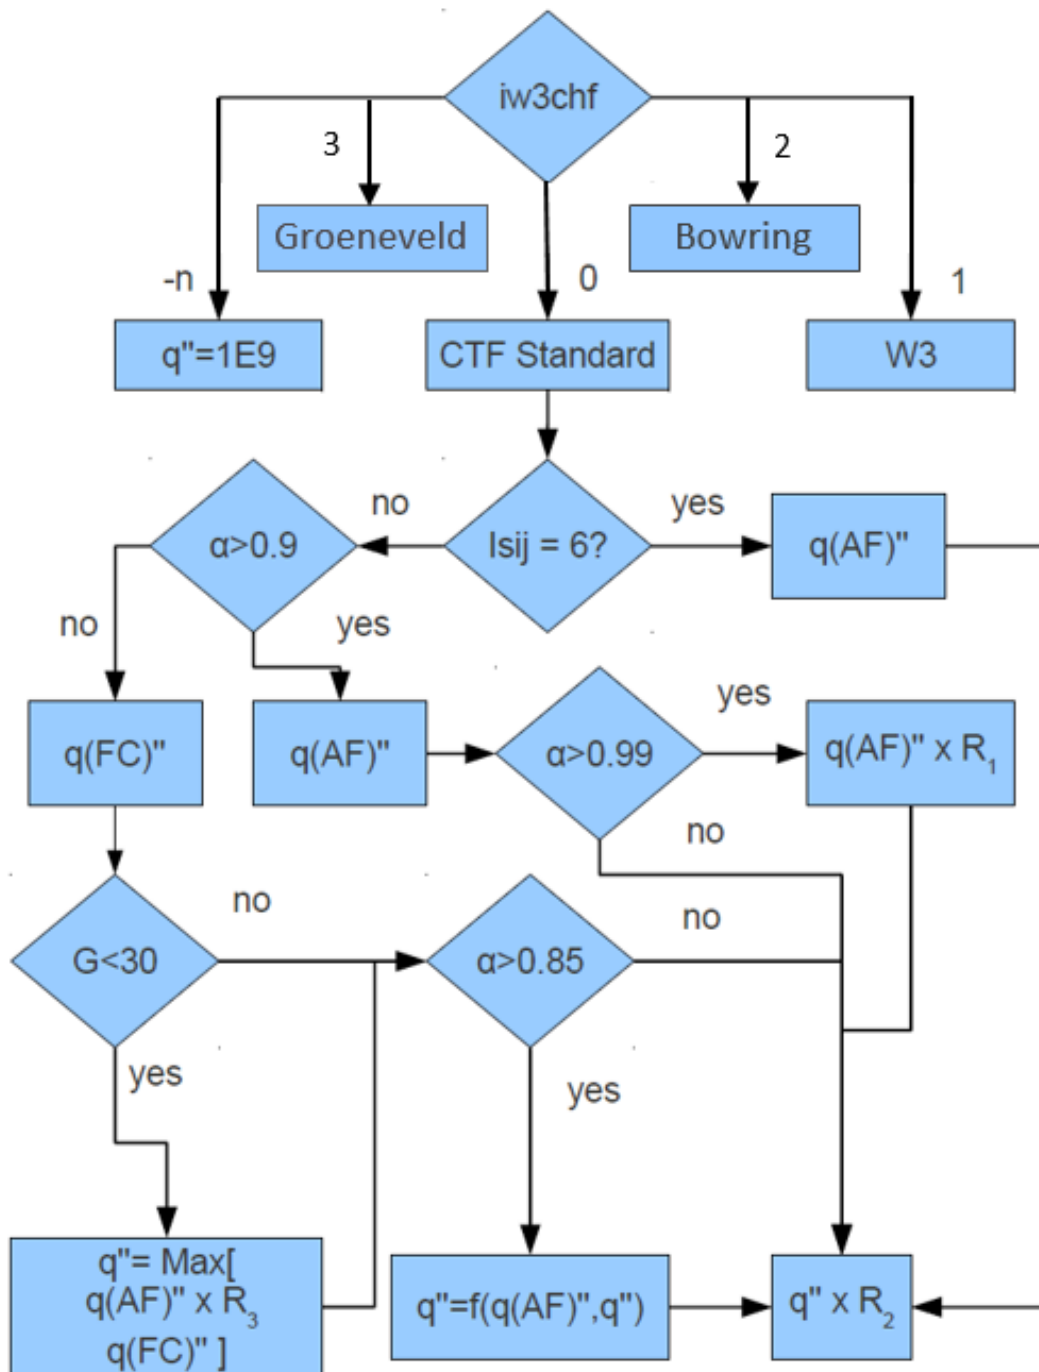 iw3chf
3
2
Groeneveld
Bowring
-n
0
1
q"=1E9
CTF Standard
W3
no
yes
α>0.9
Isij = 6?
q(AF)"
no
yes
yes
q(FC)"
q(AF)"
α>0.99
q(AF)" x R₁
no
no
no
G<30
α>0.85
yes
yes
q"= Max[
q(AF)" x R₃
q(FC)" ]
q"=f(q(AF)",q")
q" x R₂